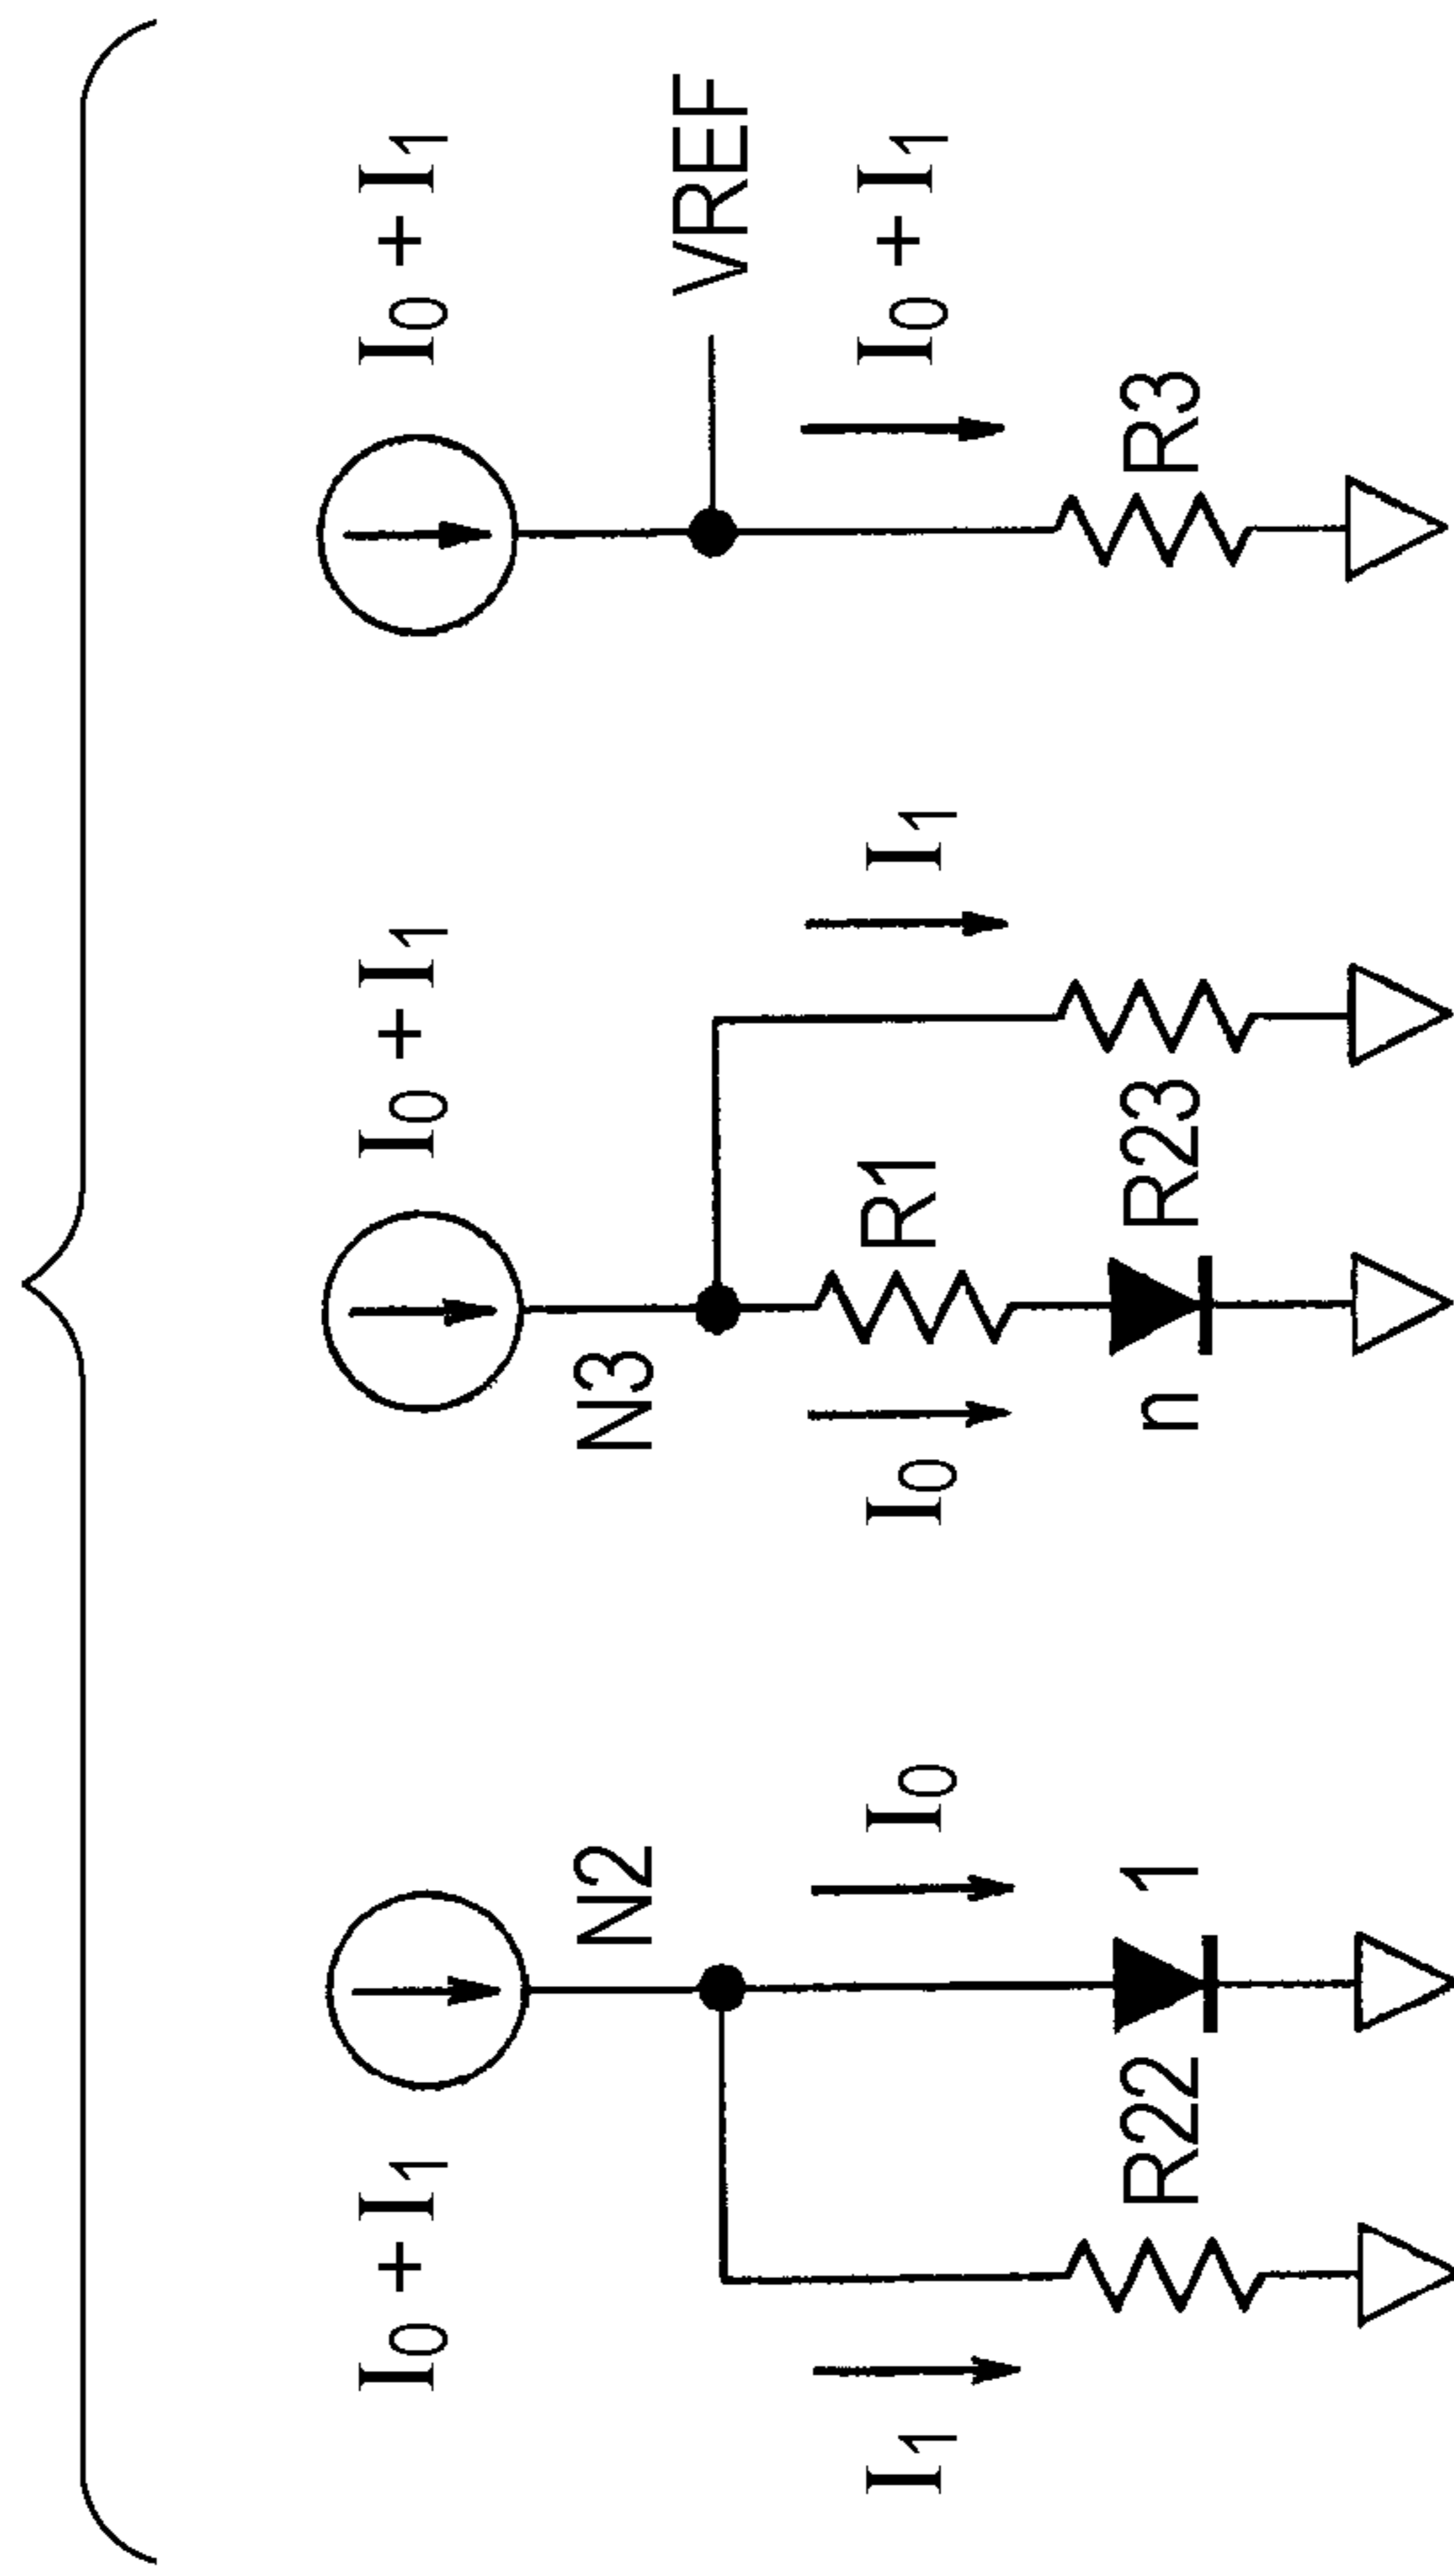 I0 + I1
N2
I1
I0
R22
1
I0 + I1
N3
I0
R1
I1
n
R23
I0 + I1
VREF
I0 + I1
R3